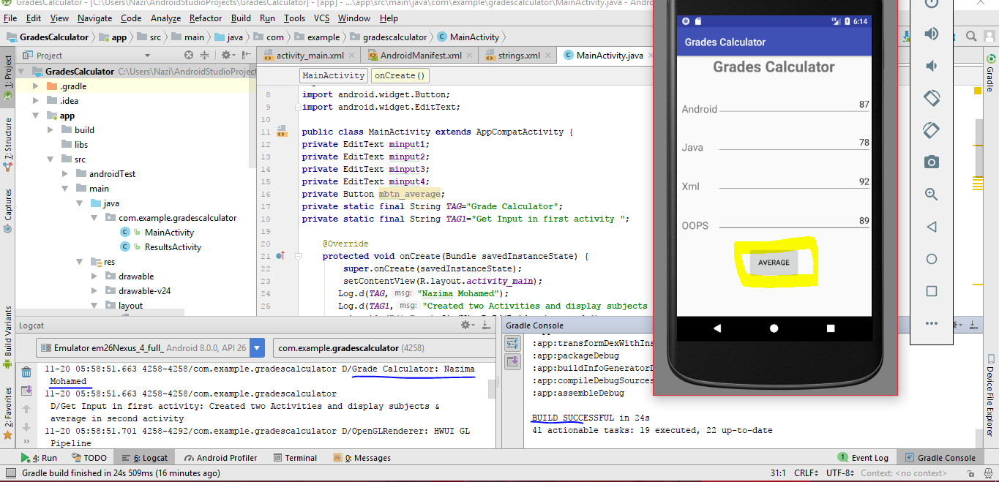 GradesCalculator - [C:\Users\Nazi\AndroidStudioProjects\GradesCalculator] - [app] - ...\app\src\main\java\com\example\gradescalculator\MainActivity.java - Andro
File Edit View Navigate Code Analyze Refactor Build Run Tools VCS Window Help
GradesCalculator app src main java com example gradescalculator MainActivity
Project
activity_main.xml AndroidManifest.xml strings.xml MainActivity.java
1: Project
Z: Structure
Captures
Build Variants
2: Favorites
GradesCalculator C:\Users\Nazi\AndroidStudioProject
.gradle
.idea
app
build
libs
src
androidTest
main
java
com.example.gradescalculator
MainActivity
ResultsActivity
res
drawable
drawable-v24
layout
MainActivity onCreate()
8 import android.widget.Button;
9 import android.widget.EditText;
10
11 public class MainActivity extends AppCompatActivity {
12 private EditText minput1;
13 private EditText minput2;
14 private EditText minput3;
15 private EditText minput4;
16 private Button mbtn_average;
17 private static final String TAG="Grade Calculator";
18 private static final String TAG1="Get Input in first activity ";
19
20 @Override
21 protected void onCreate(Bundle savedInstanceState) {
22 super.onCreate(savedInstanceState);
23 setContentView(R.layout.activity_main);
24 Log.d(TAG, msg: "Nazima Mohamed");
25 Log.d(TAG1, msg: "Created two Activities and display subjects
6:14
Grades Calculator
Grades Calculator
Android 87
Java 78
Xml 92
OOPS 89
AVERAGE
Gradle
Device File Explorer
Logcat
Emulator em26Nexus_4_full_ Android 8.0.0, API 26 com.example.gradescalculator (4258)
11-20 05:58:51.663 4258-4258/com.example.gradescalculator D/Grade Calculator: Nazima
Mohamed
11-20 05:58:51.663 4258-4258/com.example.gradescalculator
D/Get Input in first activity: Created two Activities and display subjects &
average in second activity
11-20 05:58:51.701 4258-4292/com.example.gradescalculator D/OpenGLRenderer: HWUI GL
Pipeline
Gradle Console
:app:transformDexWithIns
:app:packageDebug
:app:buildInfoGeneratorD
:app:compileDebugSources
:app:assembleDebug
BUILD SUCCESSFUL in 24s
41 actionable tasks: 19 executed, 22 up-to-date
4: Run TODO 6: Logcat Android Profiler Terminal 0: Messages 1 Event Log Gradle Console
Gradle build finished in 24s 509ms (16 minutes ago) 31:1 CRLF UTF-8 Context: <no context>